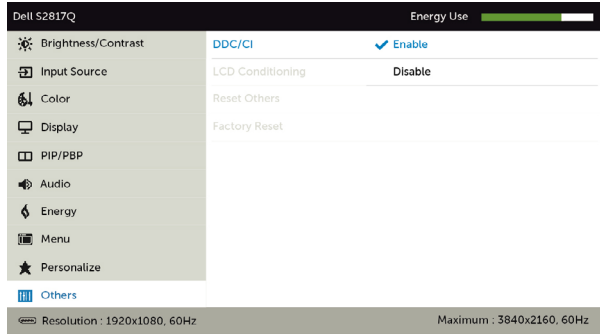 Dell S2817Q
Energy Use
Brightness/Contrast
DDC/CI
Enable
Input Source
LCD Conditioning
Disable
Color
Reset Others
Display
Factory Reset
PIP/PBP
Audio
Energy
Menu
Personalize
Others
Resolution : 1920x1080, 60Hz
Maximum : 3840x2160, 60Hz